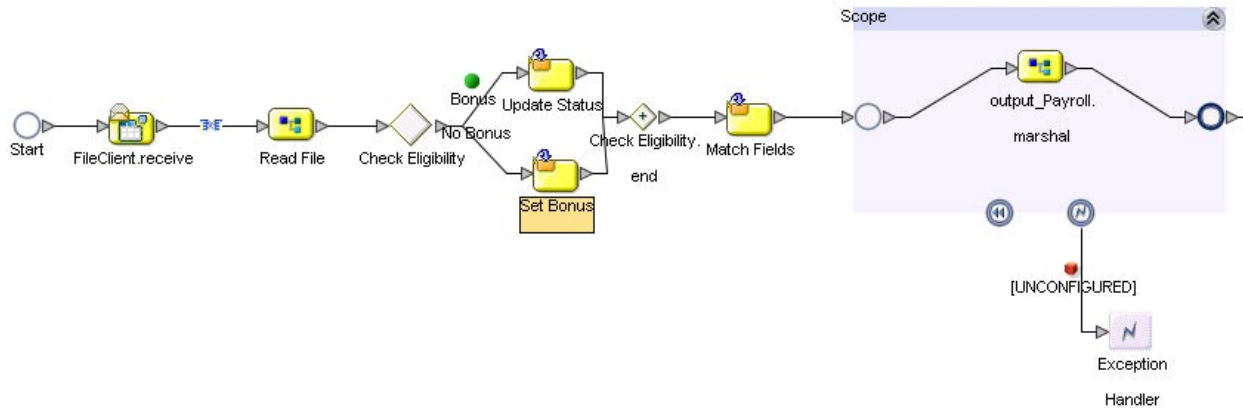 Scope
Start
FileClient.receive
Read File
Check Eligibility
Bonus
No Bonus
Update Status
Set Bonus
Check Eligibility.
end
Match Fields
output_Payroll.
marshal
[UNCONFIGURED]
Exception
Handler